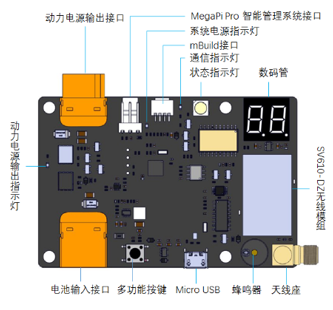 动力电源输出接口
MegaPi Pro 智能管理系统接口
系统电源指示灯
mBuild接口
通信指示灯
状态指示灯
数码管
动力电源输出指示灯
SV620-DZ无线模组
电池输入接口
多功能按键
Micro USB
蜂鸣器
天线座